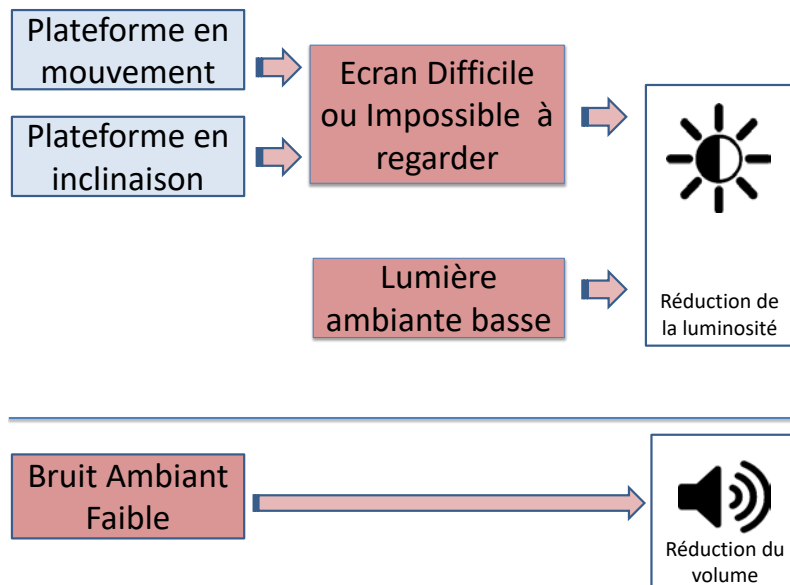 Plateforme en
mouvement
Plateforme en
inclinaison
Ecran Difficile
ou Impossible à
regarder
Lumière
ambiante basse
Réduction de
la luminosité
Bruit Ambiant
Faible
Réduction du
volume